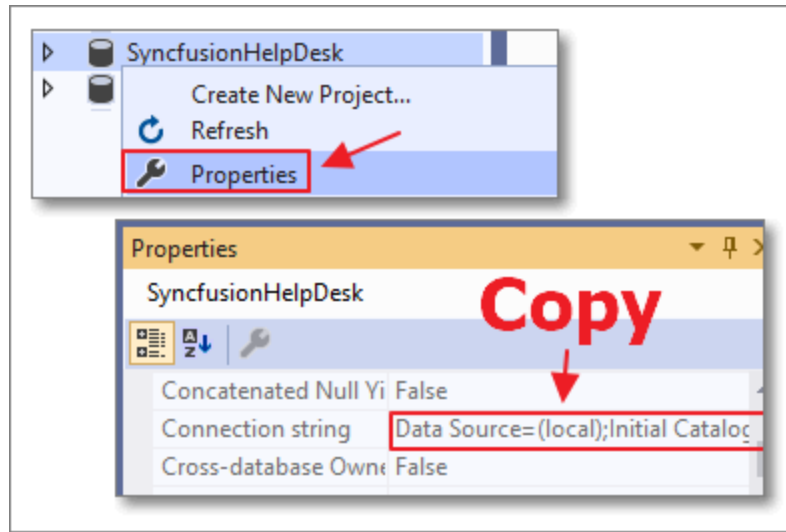 SyncfusionHelpDesk
Create New Project...
Refresh
Properties
Properties
SyncfusionHelpDesk
Copy
Concatenated Null Yi False
Connection string Data Source=(local);Initial Catalog
Cross-database Owne False